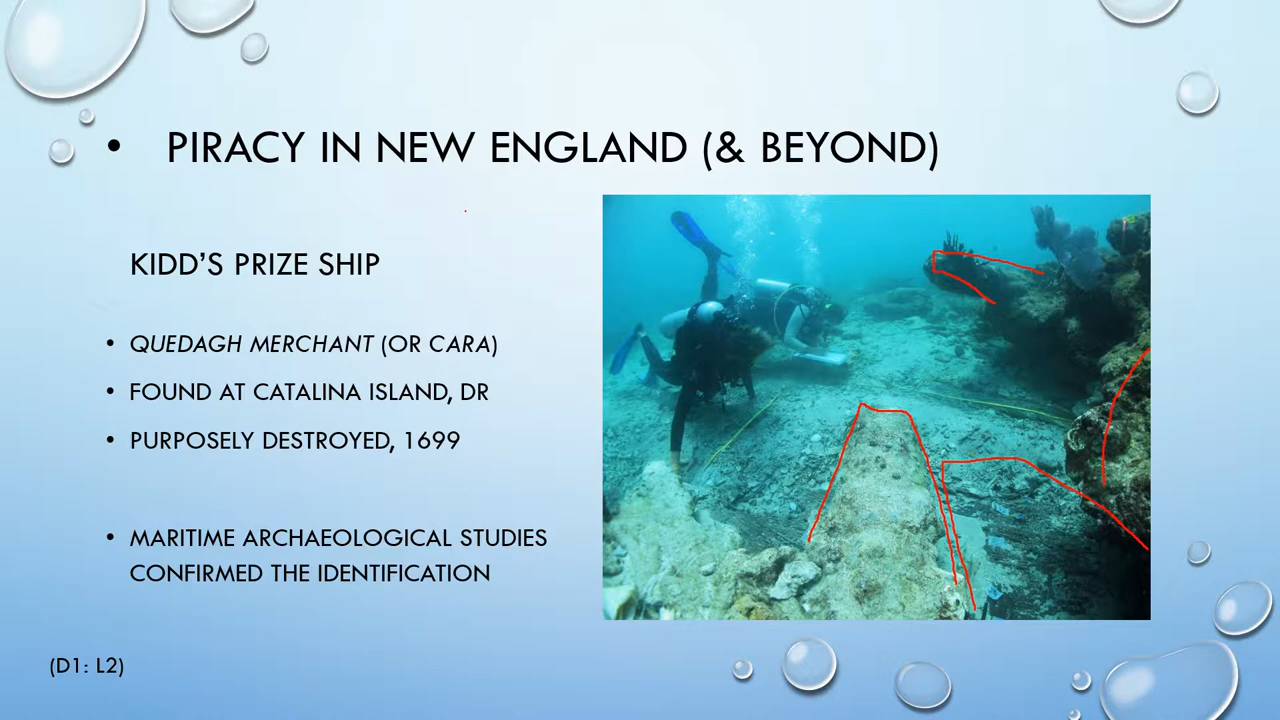 • PIRACY IN NEW ENGLAND (& BEYOND)
KIDD'S PRIZE SHIP
• QUEDAGH MERCHANT (OR CARA)
• FOUND AT CATALINA ISLAND, DR
• PURPOSELY DESTROYED, 1699
• MARITIME ARCHAEOLOGICAL STUDIES
CONFIRMED THE IDENTIFICATION
(D1: L2)